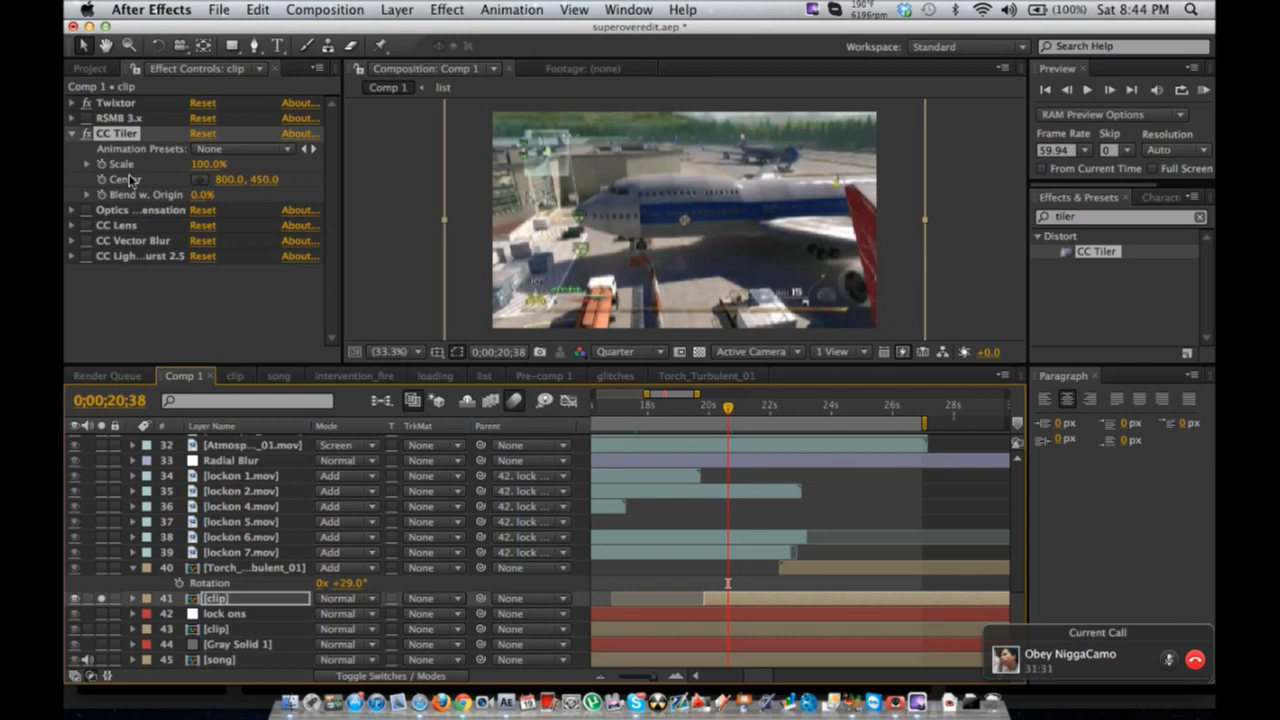 After Effects File Edit Composition Layer Effect Animation View Window Help 190°F 6196rpm (100%) Sat 8:44 PM
superoveredit.aep *
Workspace: Standard Search Help
Project Effect Controls: clip Composition: Comp 1 Footage: (none) Preview
Comp 1 • clip Comp 1 list
Twixtor Reset About...
RSMB 3.x Reset About...
CC Tiler Reset About...
Animation Presets: None
Scale 100.0%
Center 800.0, 450.0
Blend w. Origin 0.0%
Optics ...ensation Reset About...
CC Lens Reset About...
CC Vector Blur Reset About...
CC Ligh...urst 2.5 Reset About...
15
(33.3%) 0;00;20;38 Quarter Active Camera 1 View +0.0
RAM Preview Options
Frame Rate Skip Resolution
59.94 0 Auto
From Current Time Full Screen
Effects & Presets Charact
tiler
Distort
CC Tiler
Render Queue Comp 1 clip song intervention_fire loading list Pre-comp 1 glitches Torch_Turbulent_01
0;00;20;38
18s 20s 22s 24s 26s 28s
# Layer Name Mode T TrkMat Parent
32 [Atmosp..._01.mov] Screen None None
33 Radial Blur Normal None None
34 [lockon 1.mov] Add None 42. lock ...
35 [lockon 2.mov] Add None 42. lock ...
36 [lockon 4.mov] Add None 42. lock ...
37 [lockon 5.mov] Add None 42. lock ...
38 [lockon 6.mov] Add None 42. lock ...
39 [lockon 7.mov] Add None 42. lock ...
40 [Torch_...bulent_01] Add None None
Rotation 0x +29.0°
41 [clip] Normal None None
42 lock ons Normal None None
43 [clip] Normal None None
44 [Gray Solid 1] Normal None None
45 [song] Normal None None
Toggle Switches / Modes
Paragraph
0 px 0 px 0 px
0 px 0 px
Current Call
Obey NiggaCamo
31:31